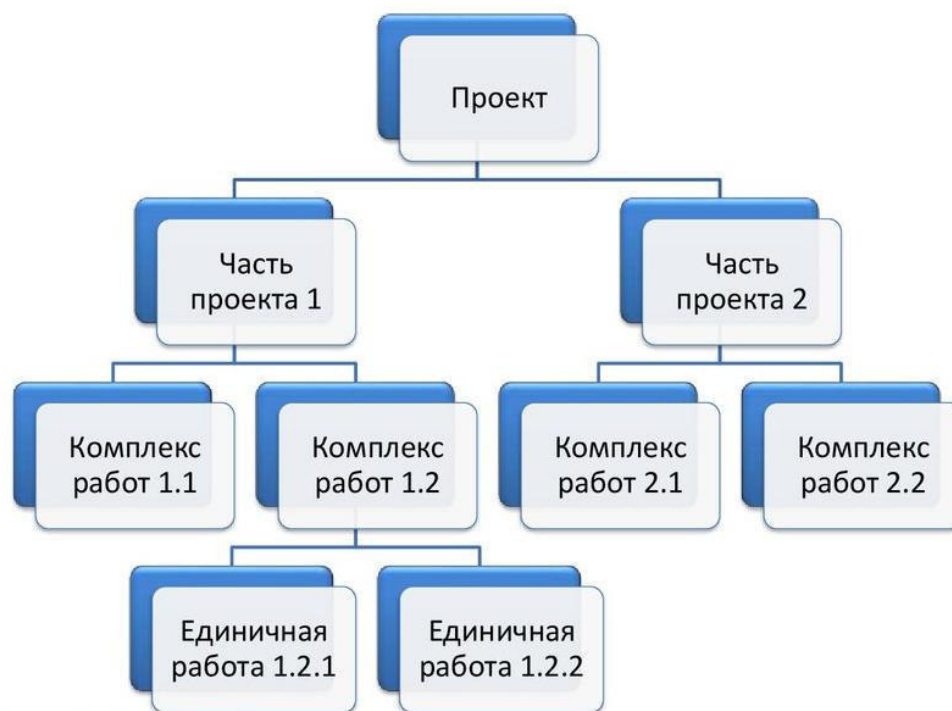 Проект
Часть
проекта 1
Часть
проекта 2
Комплекс
работ 1.1
Комплекс
работ 1.2
Комплекс
работ 2.1
Комплекс
работ 2.2
Единичная
работа 1.2.1
Единичная
работа 1.2.2